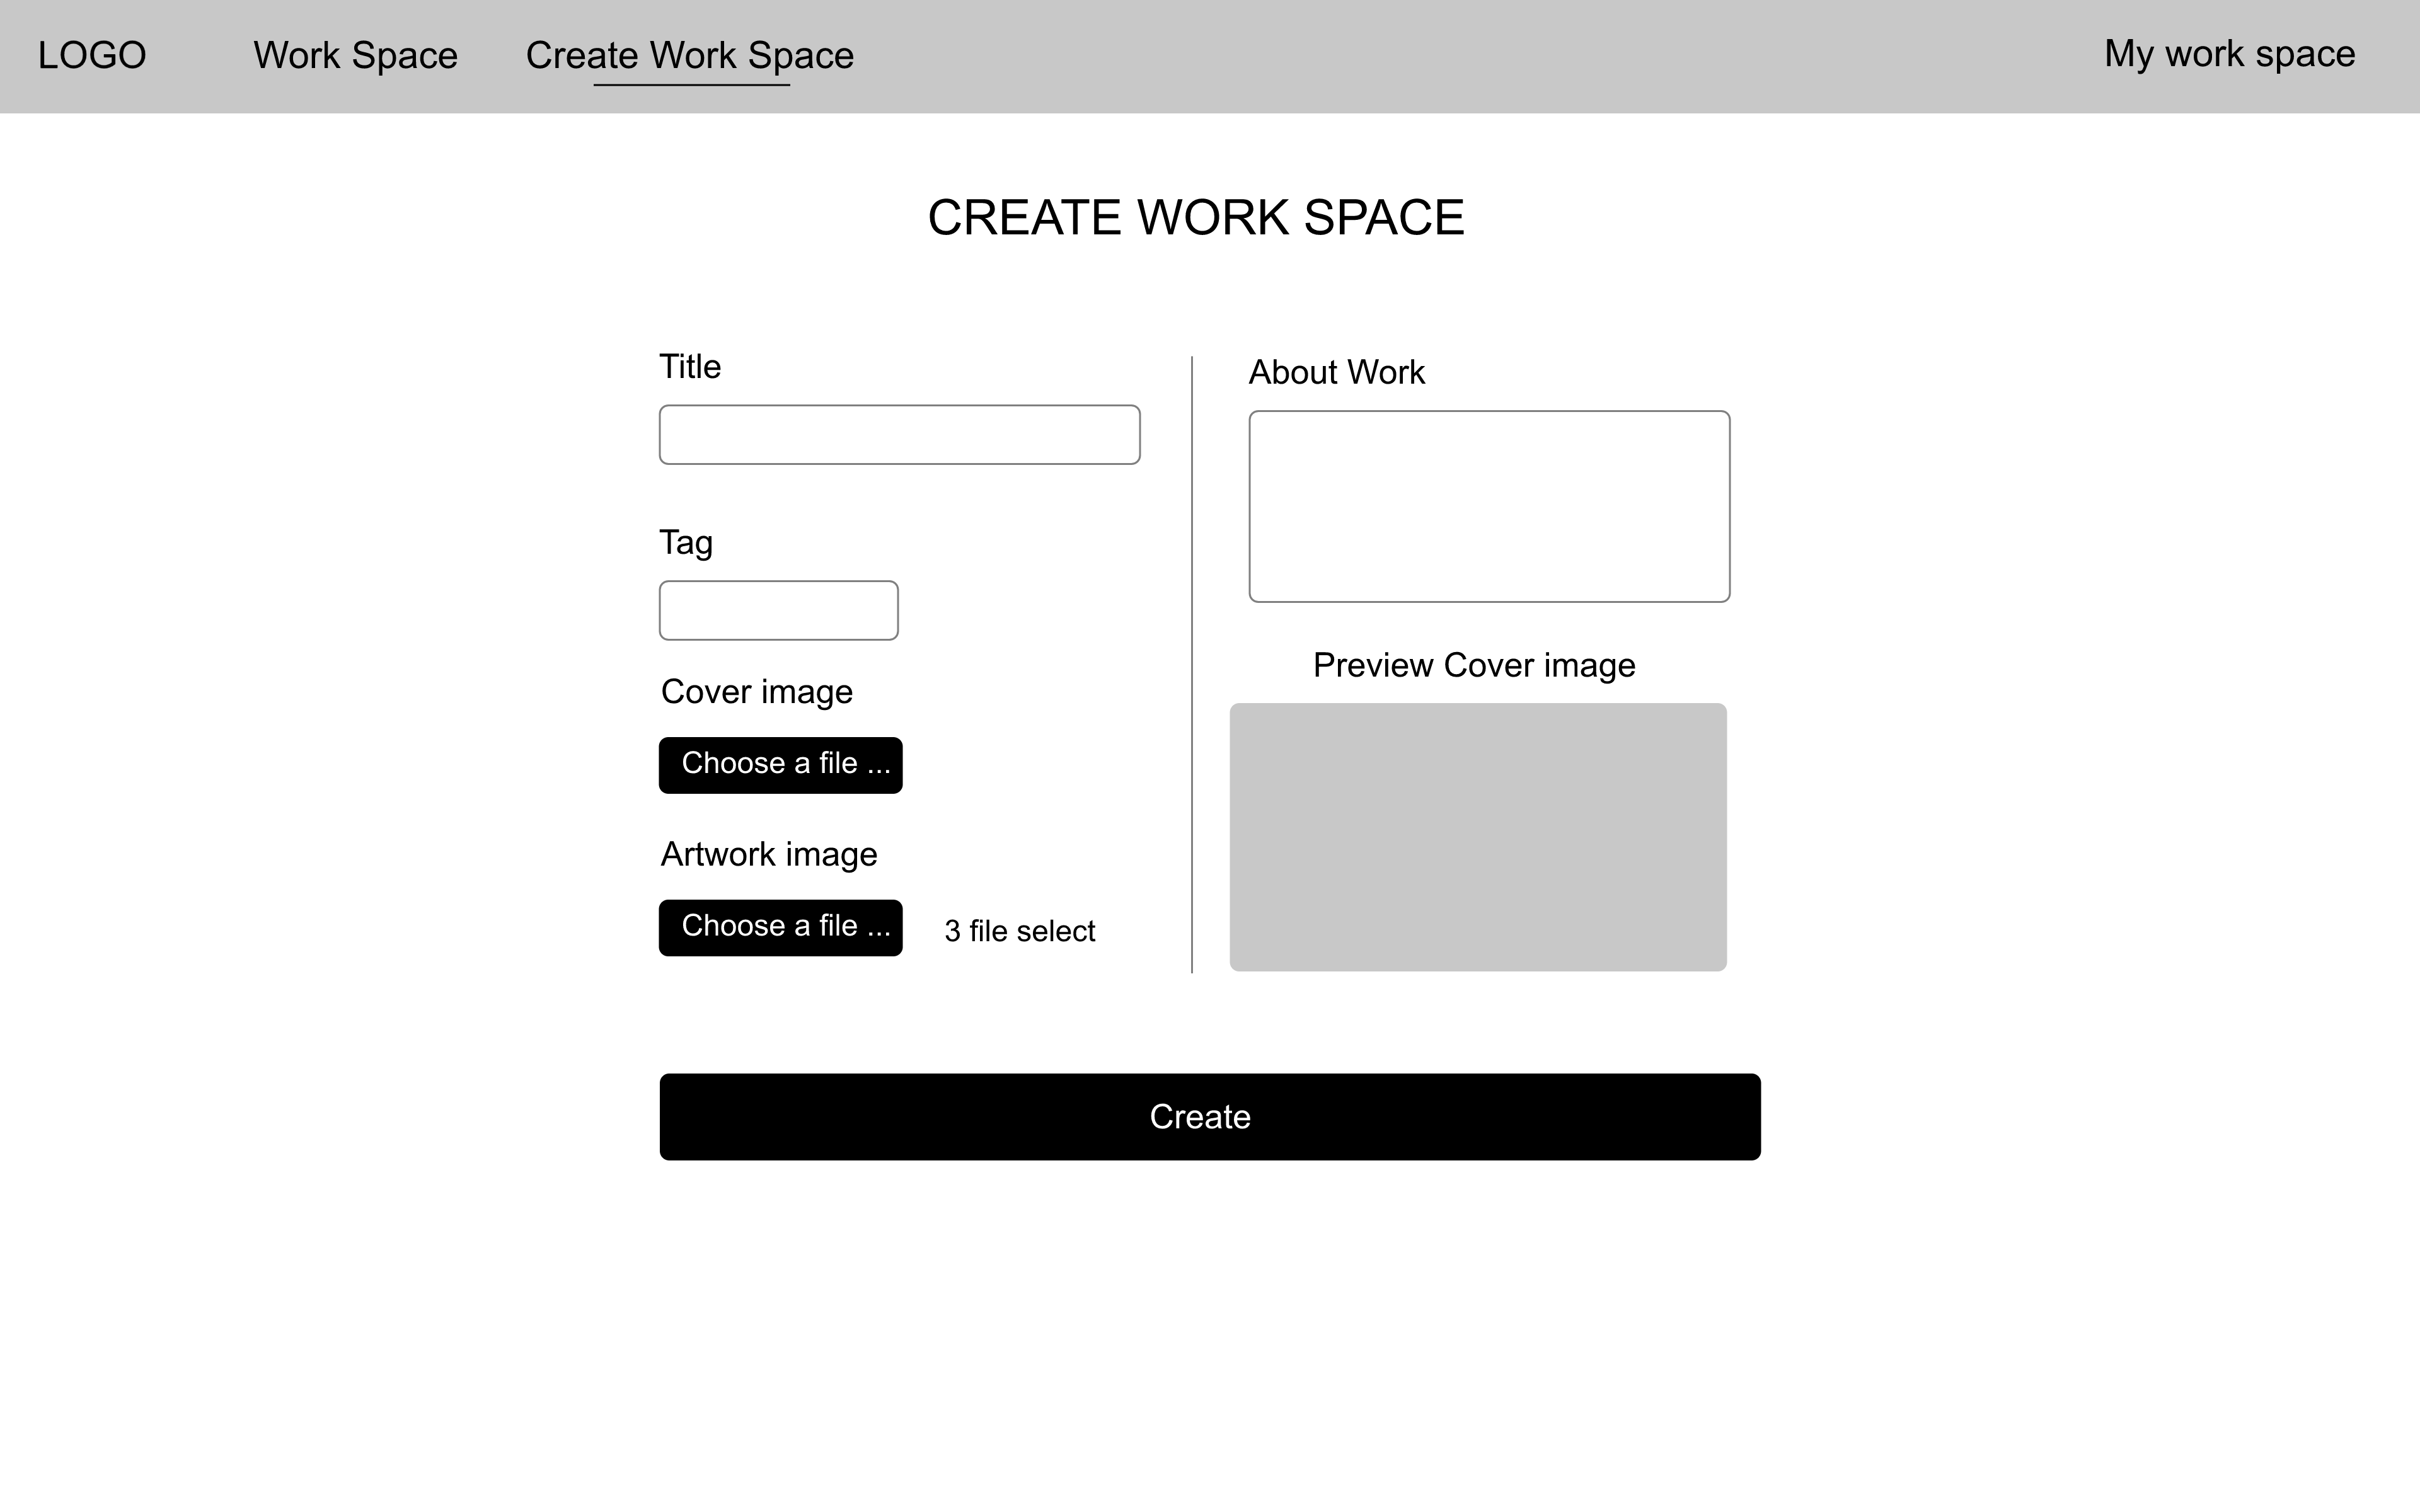 LOGO
Work Space
Create Work Space
My work space
CREATE WORK SPACE
Title
Tag
Cover image
Choose a file ...
Artwork image
Choose a file ...
3 file select
About Work
Preview Cover image
Create